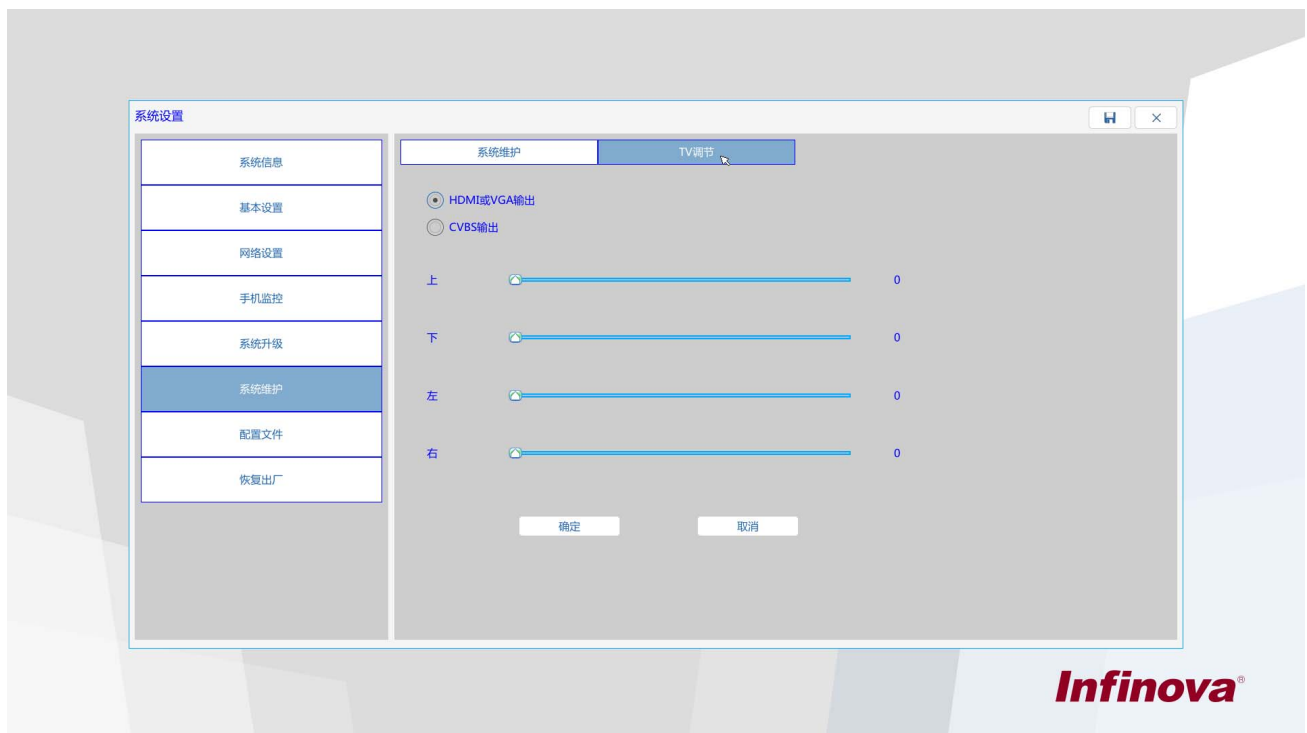 系统设置
系统信息
基本设置
网络设置
手机监控
系统升级
系统维护
配置文件
恢复出厂
系统维护 TV调节
HDMI或VGA输出
CVBS输出
上 0
下 0
左 0
右 0
确定 取消
Infinova®